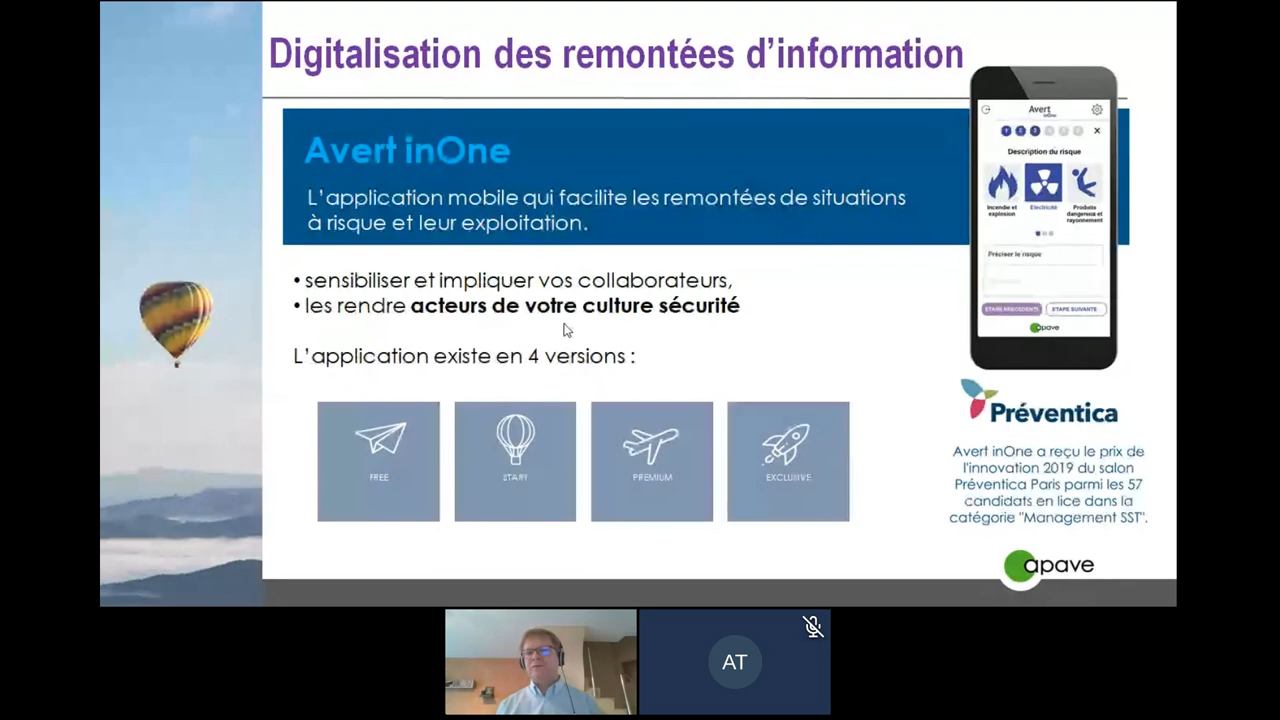 Digitalisation des remontées d'information
Avert inOne
L'application mobile qui facilite les remontées de situations
à risque et leur exploitation.
• sensibiliser et impliquer vos collaborateurs,
• les rendre acteurs de votre culture sécurité
L'application existe en 4 versions :
FREE
START
PREMIUM
EXCLUSIVE
Avert
inOne
1 2 3
Description du risque
Incendie et
explosion
Electricité
Produits
dangereux et
rayonnement
Préciser le risque
ETAPE PRECEDENTE
ETAPE SUIVANTE
apave
Préventica
Avert inOne a reçu le prix de
l'innovation 2019 du salon
Préventica Paris parmi les 57
candidats en lice dans la
catégorie "Management SST".
apave
AT